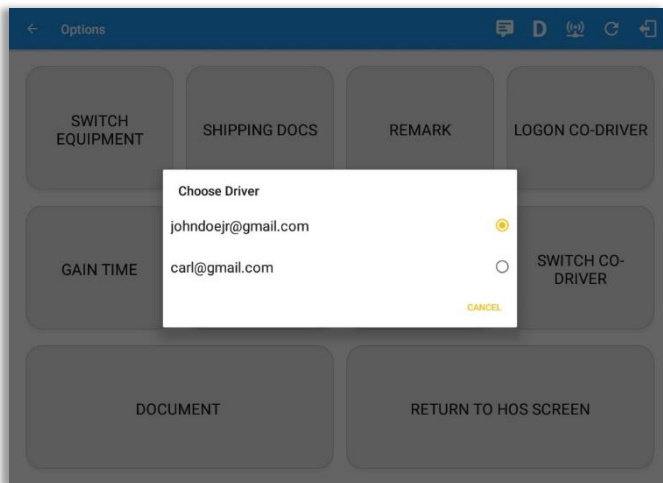 Options
D
SWITCH
EQUIPMENT
SHIPPING DOCS
REMARK
LOGON CO-DRIVER
Choose Driver
johndoejr@gmail.com
carl@gmail.com
CANCEL
GAIN TIME
SWITCH CO-
DRIVER
DOCUMENT
RETURN TO HOS SCREEN